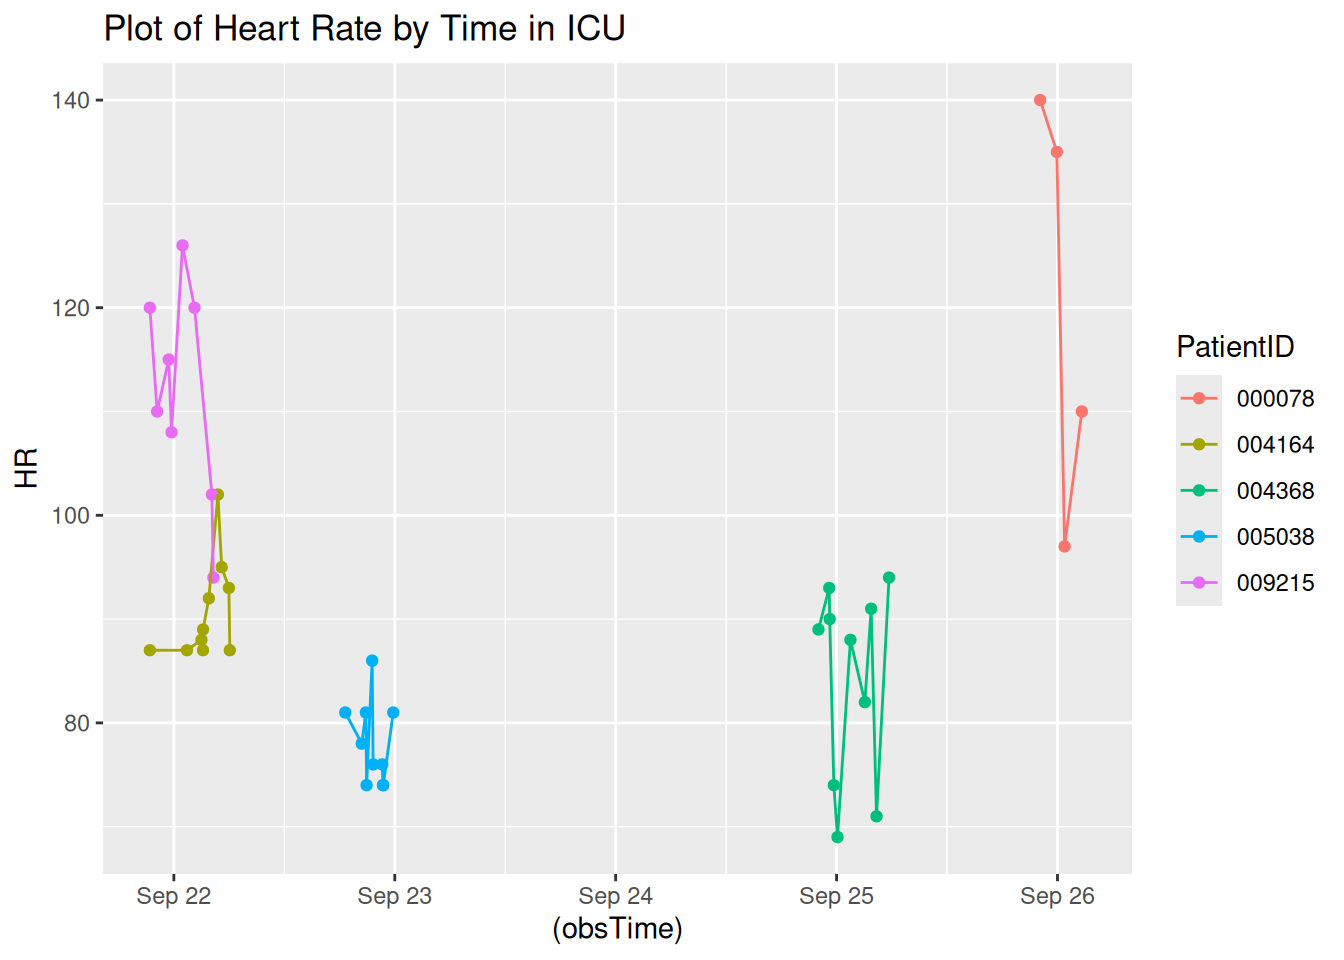 Plot of Heart Rate by Time in ICU
140
120
100
80
HR
Sep 22
Sep 23
Sep 24
Sep 25
Sep 26
(obsTime)
PatientID
000078
004164
004368
005038
009215